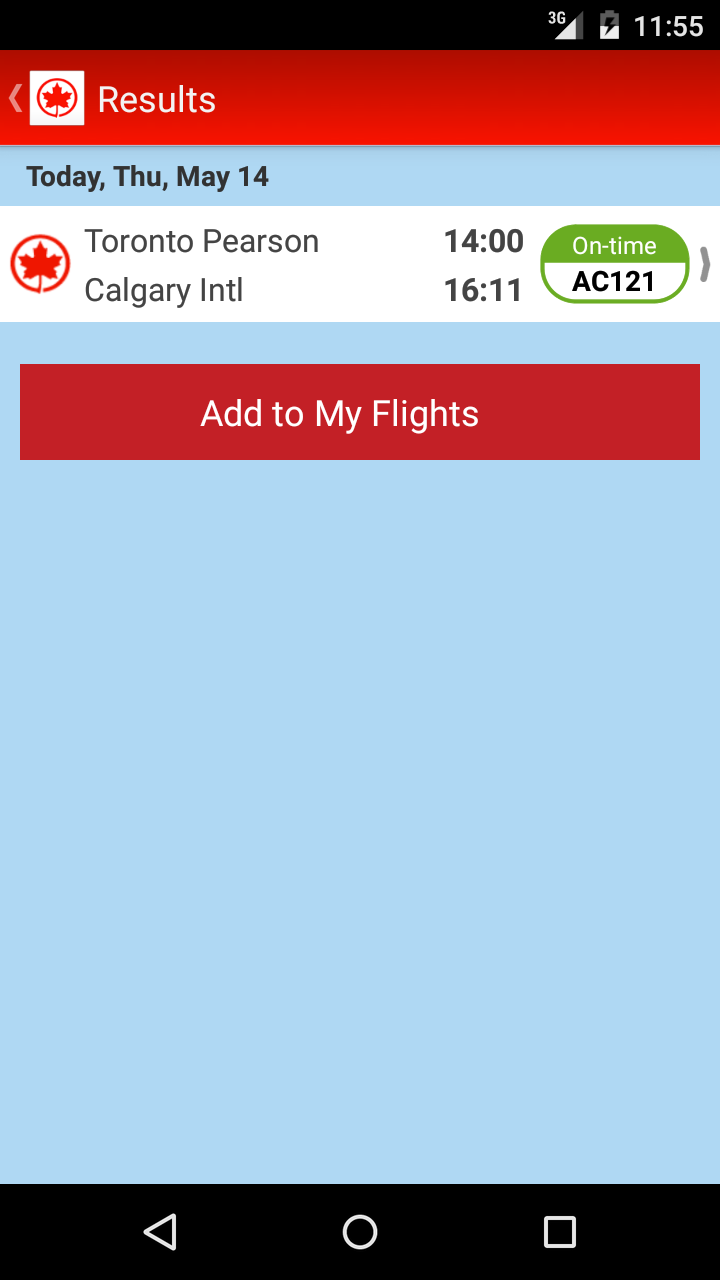 3G 11:55
Results
Today, Thu, May 14
Toronto Pearson 14:00 On-time
Calgary Intl 16:11 AC121
Add to My Flights